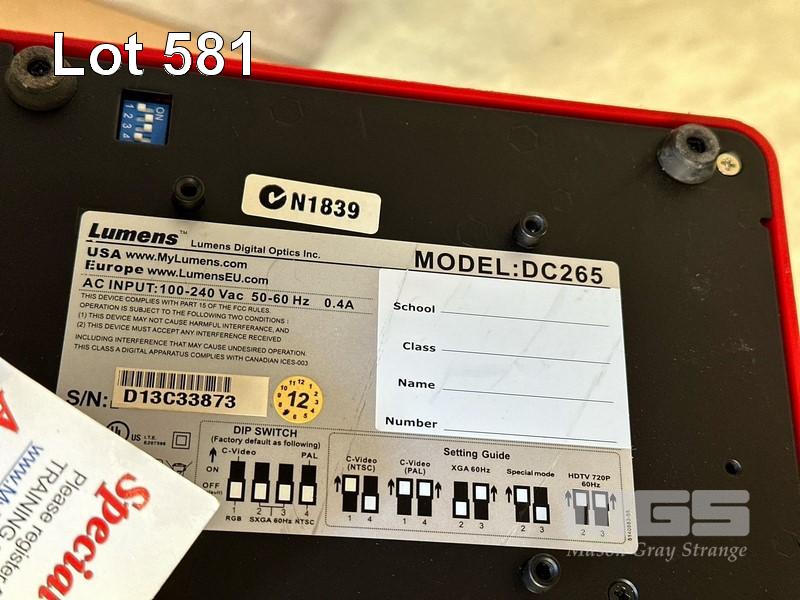 Lot 581
ON
1 2 3 4
N1839
Lumens™ Lumens Digital Optics Inc.
USA www.MyLumens.com
Europe www.LumensEU.com
MODEL:DC265
AC INPUT:100-240 Vac 50-60 Hz 0.4A
THIS DEVICE COMPLIES WITH PART 15 OF THE FCC RULES.
OPERATION IS SUBJECT TO THE FOLLOWING TWO CONDITIONS:
(1) THIS DEVICE MAY NOT CAUSE HARMFUL INTERFERENCE, AND
(2) THIS DEVICE MUST ACCEPT ANY INTERFERENCE RECEIVED
INCLUDING INTERFERENCE THAT MAY CAUSE UNDESIRED OPERATION.
THIS CLASS A DIGITAL APPARATUS COMPLIES WITH CANADIAN ICES-003
School
Class
Name
Number
S/N: D13C33873
12
UL US I.T.E.
DIP SWITCH
(Factory default as following)
C-Video PAL
ON
OFF
1 2 3 4
RGB SXGA 60Hz NTSC
Setting Guide
C-Video (NTSC)
1 4
C-Video (PAL)
1 4
XGA 60Hz
2 3
Special mode
2 3
HDTV 720P 60Hz
2 3
Special
Please register
TRAINING
www.M
A
MGS
Mason Gray Strange